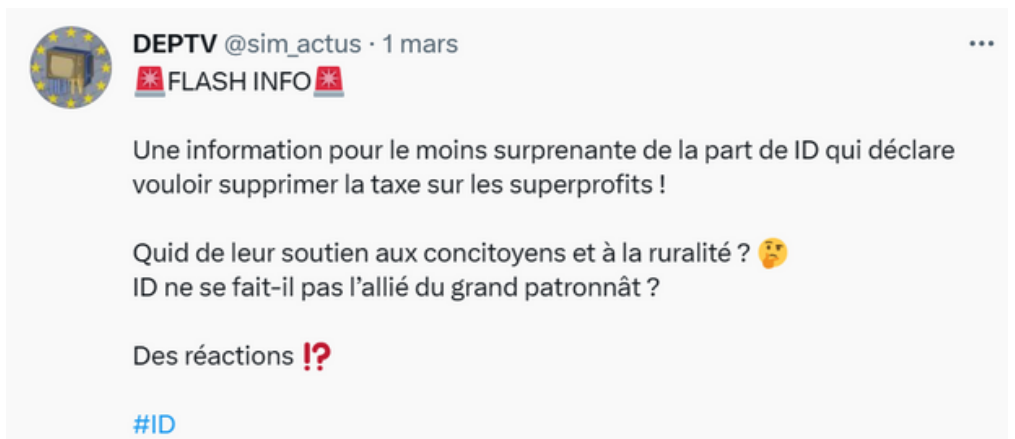 DEPTV @sim_actus · 1 mars
🚨FLASH INFO🚨
Une information pour le moins surprenante de la part de ID qui déclare
vouloir supprimer la taxe sur les superprofits !
Quid de leur soutien aux concitoyens et à la ruralité ? 🤔
ID ne se fait-il pas l’allié du grand patronnât ?
Des réactions ⁉️
#ID